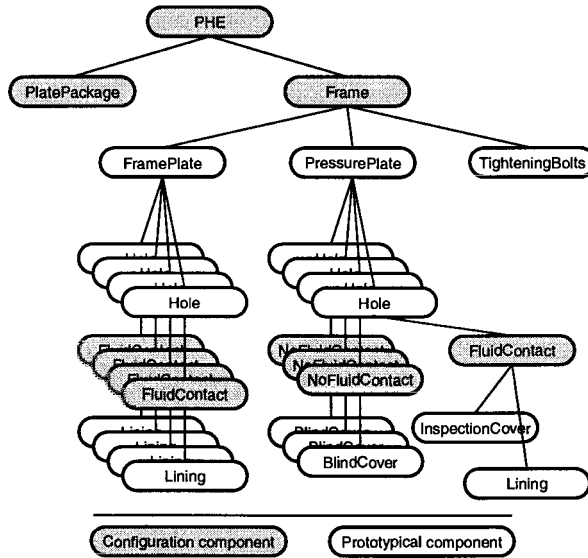 PHE
PlatePackage
Frame
FramePlate
PressurePlate
TighteningBolts
Hole
Hole
FluidContact
NoFluidContact
FluidContact
InspectionCover
Lining
BlindCover
Lining
Configuration component
Prototypical component